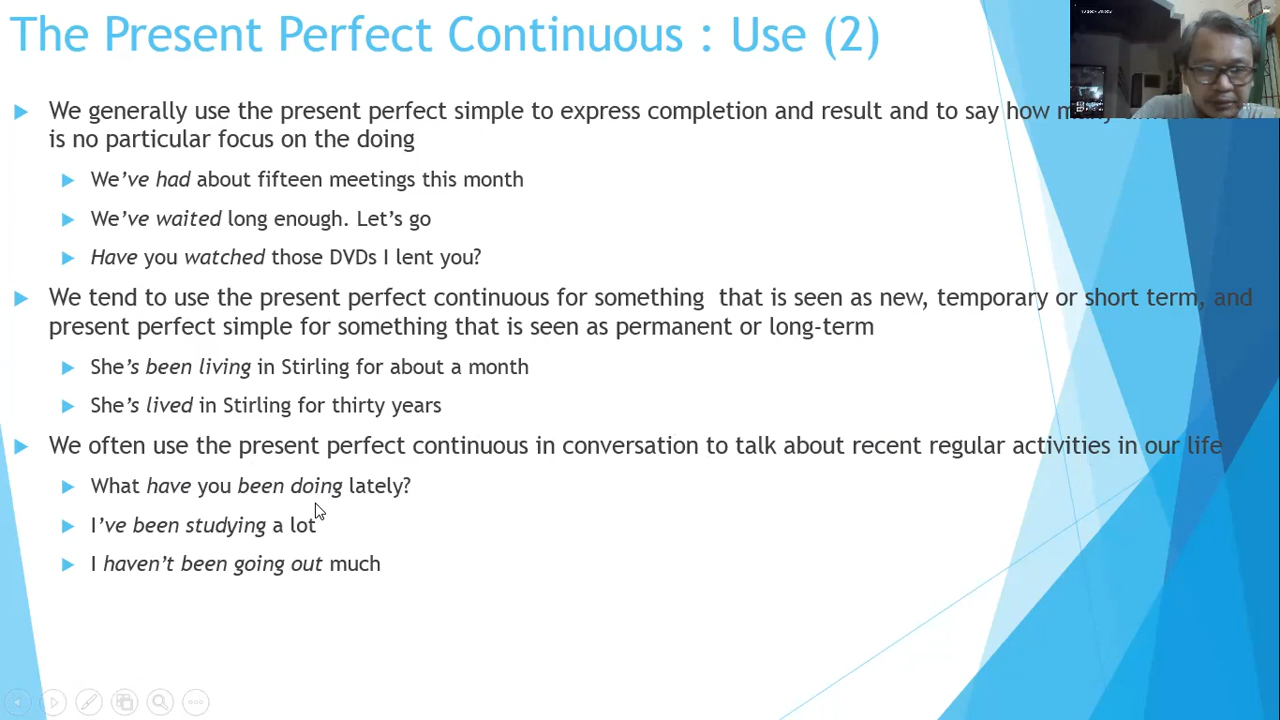 The Present Perfect Continuous : Use (2)
We generally use the present perfect simple to express completion and result and to say how
is no particular focus on the doing
We've had about fifteen meetings this month
We've waited long enough. Let's go
Have you watched those DVDs I lent you?
We tend to use the present perfect continuous for something  that is seen as new, temporary or short term, and
present perfect simple for something that is seen as permanent or long-term
She's been living in Stirling for about a month
She's lived in Stirling for thirty years
We often use the present perfect continuous in conversation to talk about recent regular activities in our life
What have you been doing lately?
I've been studying a lot
I haven't been going out much